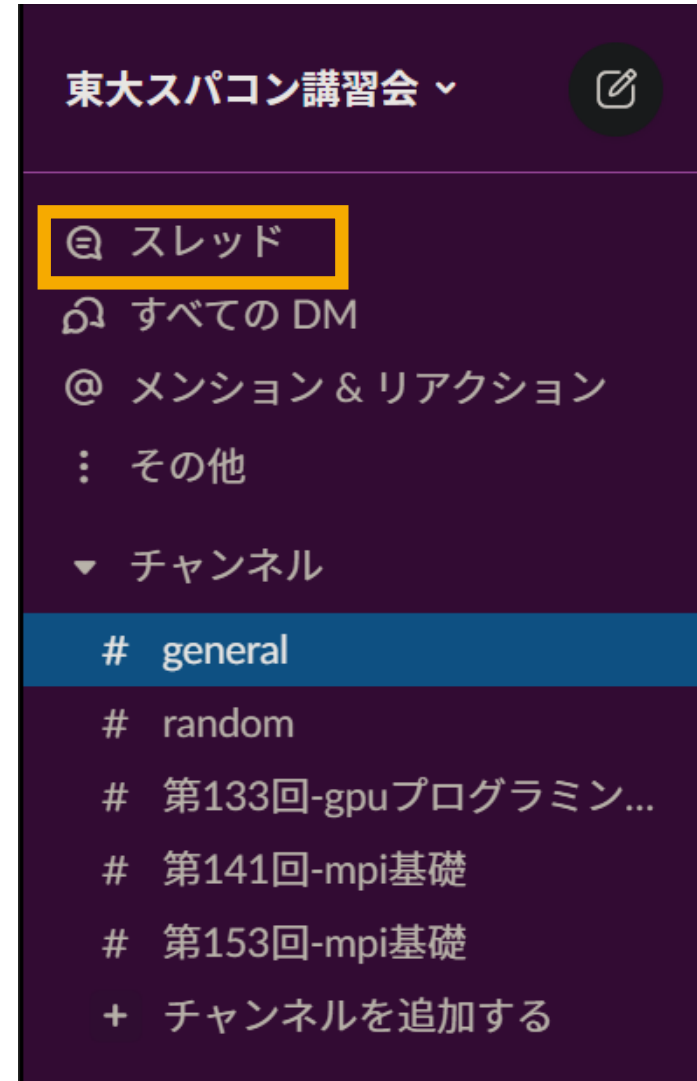 東大スパコン講習会
スレッド
すべての DM
@ メンション & リアクション
その他
チャンネル
# general
# random
# 第133回-gpuプログラミン...
# 第141回-mpi基礎
# 第153回-mpi基礎
+ チャンネルを追加する